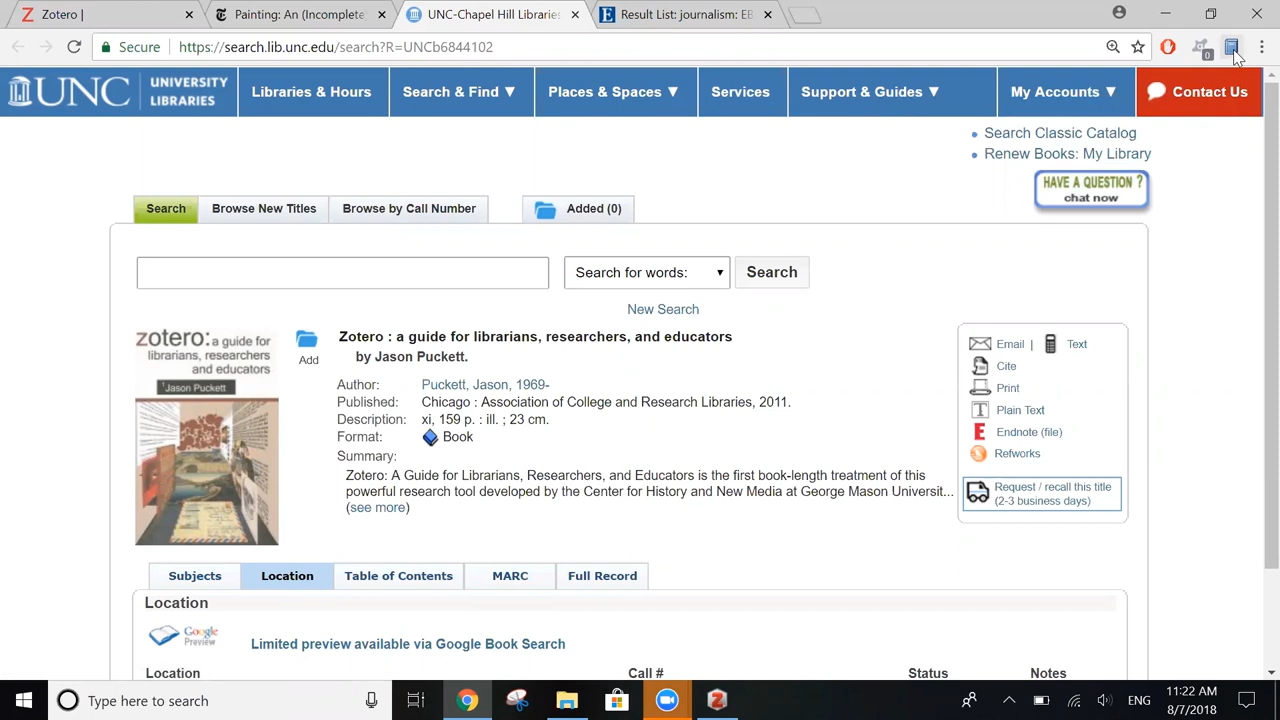 Zotero |
Painting: An (Incomplete)
UNC-Chapel Hill Libraries
Result List: journalism: EB
Secure
https://search.lib.unc.edu/search?R=UNCb6844102
0
UNC
UNIVERSITY
LIBRARIES
Libraries & Hours
Search & Find ▼
Places & Spaces ▼
Services
Support & Guides ▼
My Accounts ▼
Contact Us
Search Classic Catalog
Renew Books: My Library
HAVE A QUESTION ?
chat now
Search
Browse New Titles
Browse by Call Number
Added (0)
Search for words:
Search
New Search
zotero: a guide for
librarians, researchers
and educators
Jason Puckett
Add
Zotero : a guide for librarians, researchers, and educators
by Jason Puckett.
Author: Puckett, Jason, 1969-
Published: Chicago : Association of College and Research Libraries, 2011.
Description: xi, 159 p. : ill. ; 23 cm.
Format: Book
Summary:
Zotero: A Guide for Librarians, Researchers, and Educators is the first book-length treatment of this
powerful research tool developed by the Center for History and New Media at George Mason Universit...
(see more)
Email | Text
Cite
Print
Plain Text
Endnote (file)
Refworks
Request / recall this title
(2-3 business days)
Subjects
Location
Table of Contents
MARC
Full Record
Location
Google
Preview
Limited preview available via Google Book Search
Location
Call #
Status
Notes
Type here to search
ENG
11:22 AM
8/7/2018